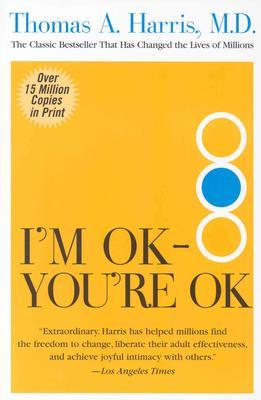 Thomas A. Harris, M.D.
The Classic Bestseller That Has Changed the Lives of Millions
Over
15 Million
Copies
in Print
I'M OK–
YOU'RE OK
"Extraordinary. Harris has helped millions find
the freedom to change, liberate their adult effectiveness,
and achieve joyful intimacy with others."
—Los Angeles Times